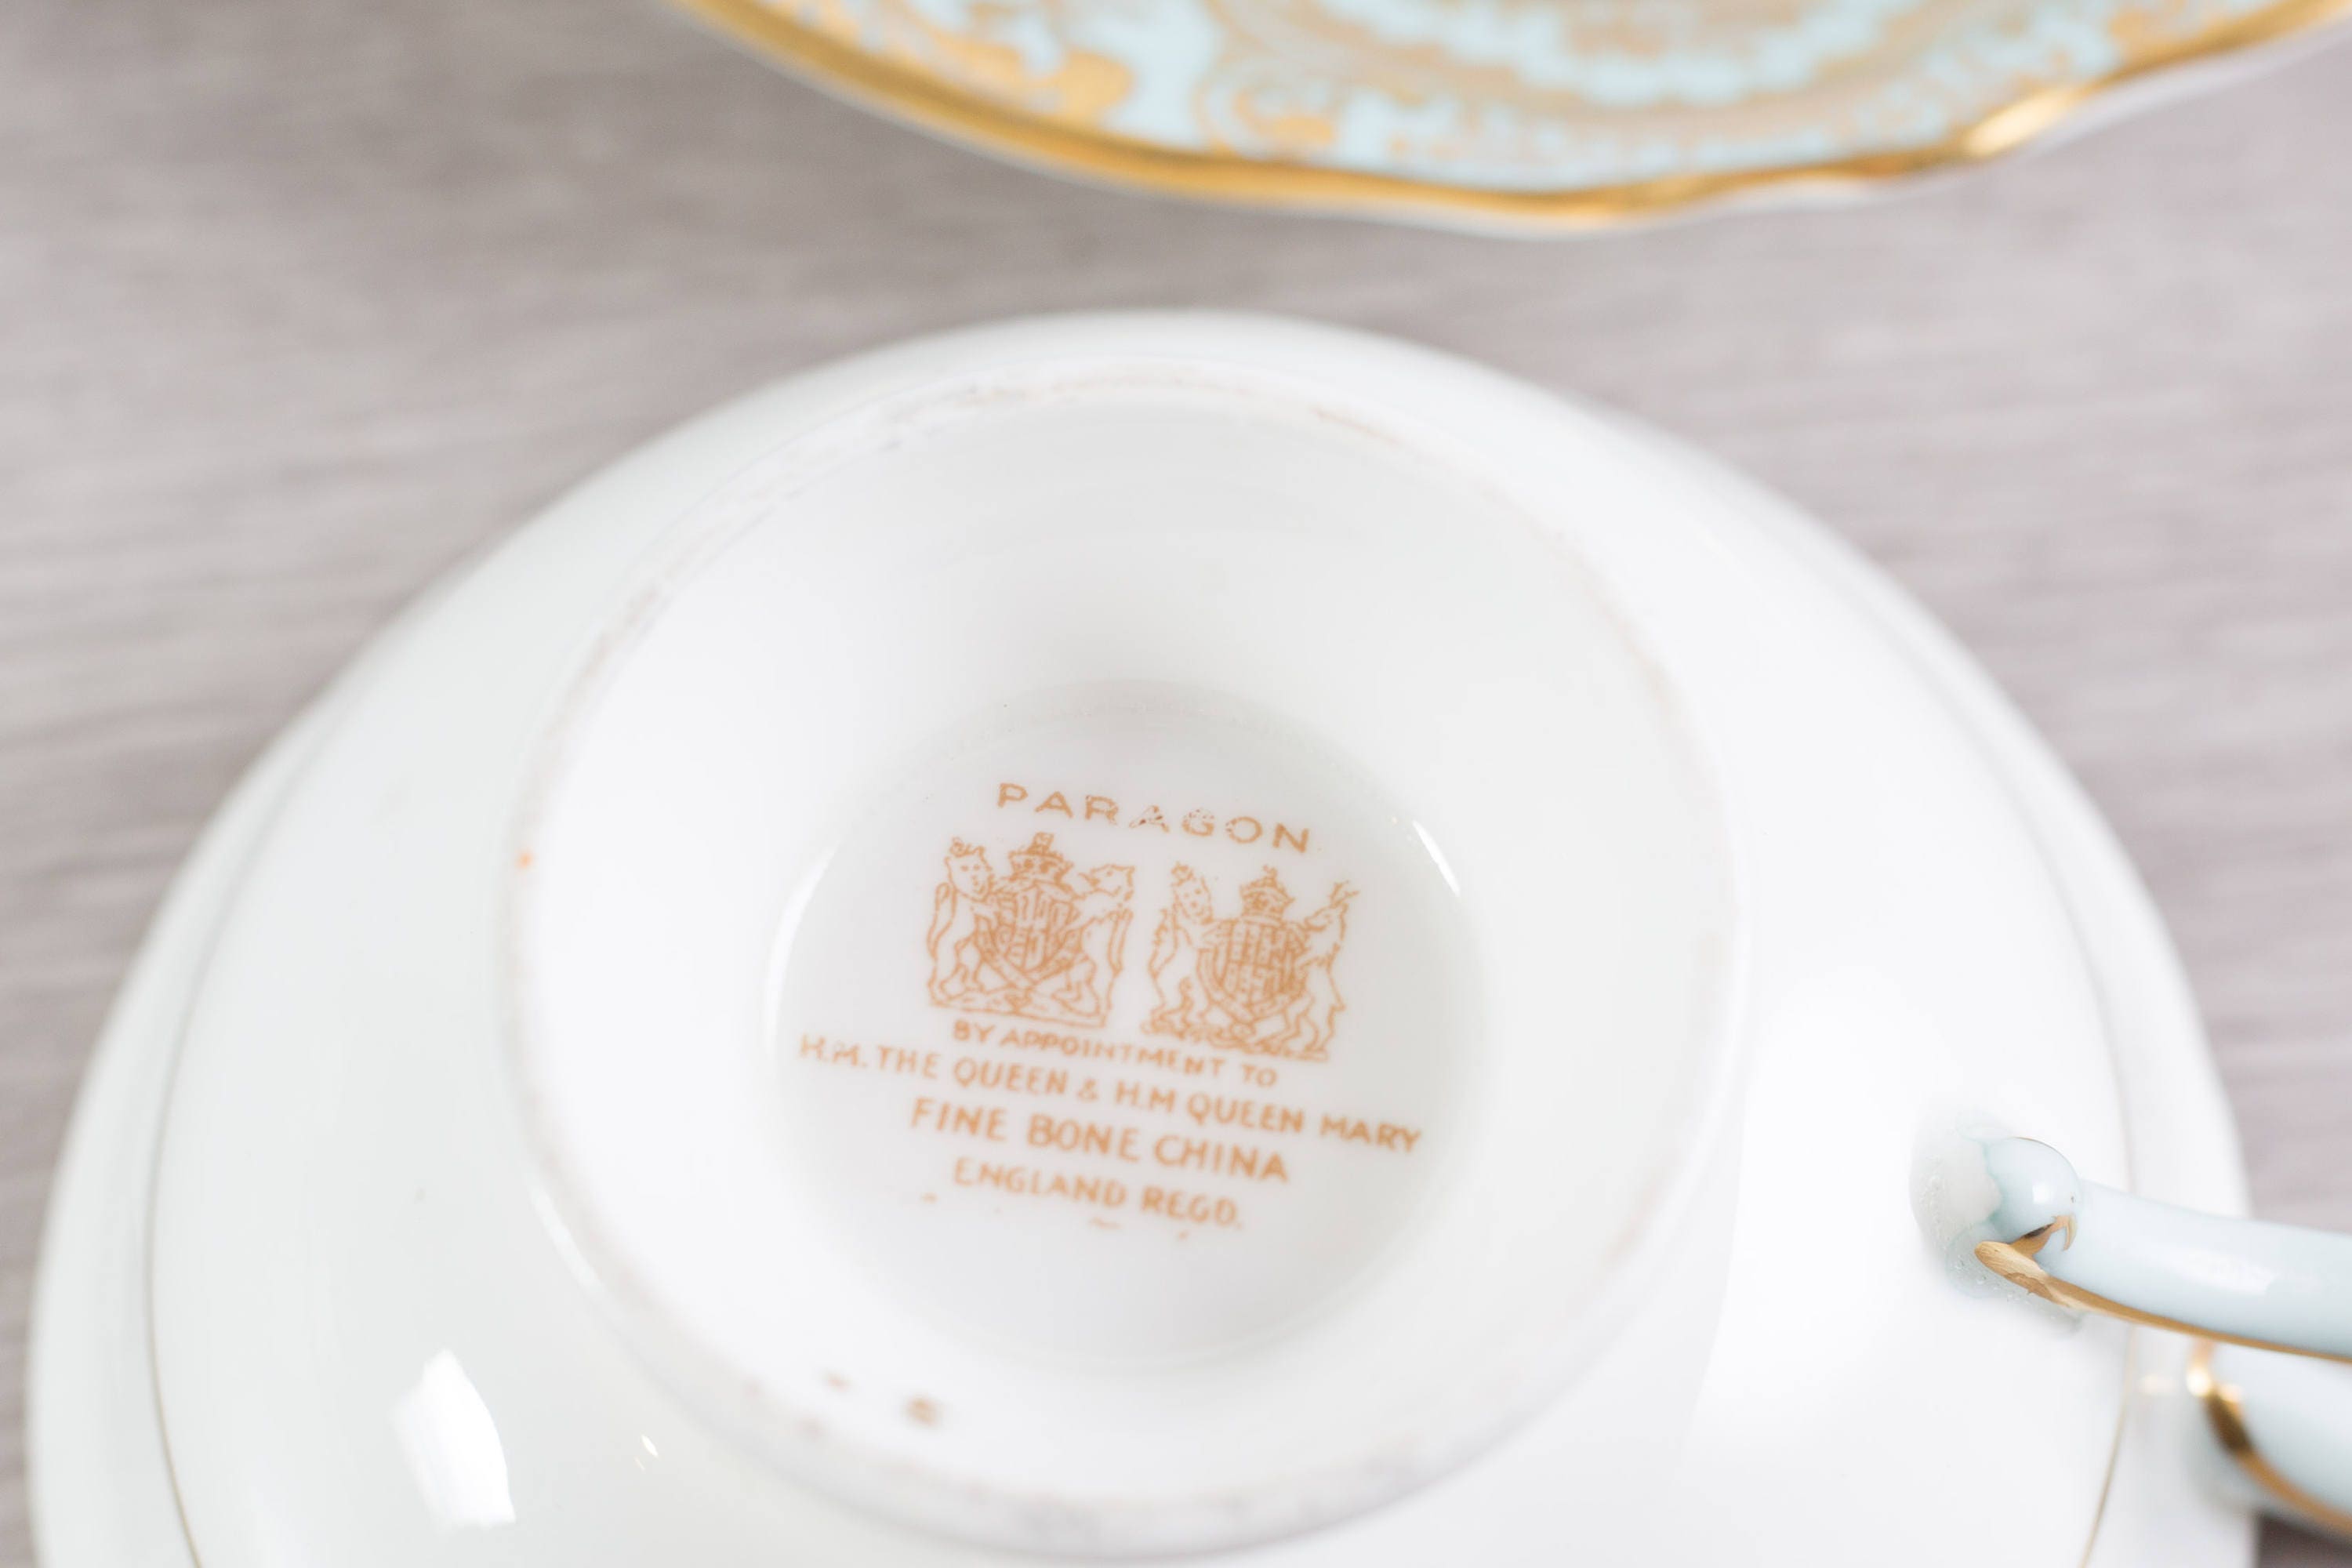 PARAGON
BY APPOINTMENT TO
H.M. THE QUEEN & H.M QUEEN MARY
FINE BONE CHINA
ENGLAND REGD.